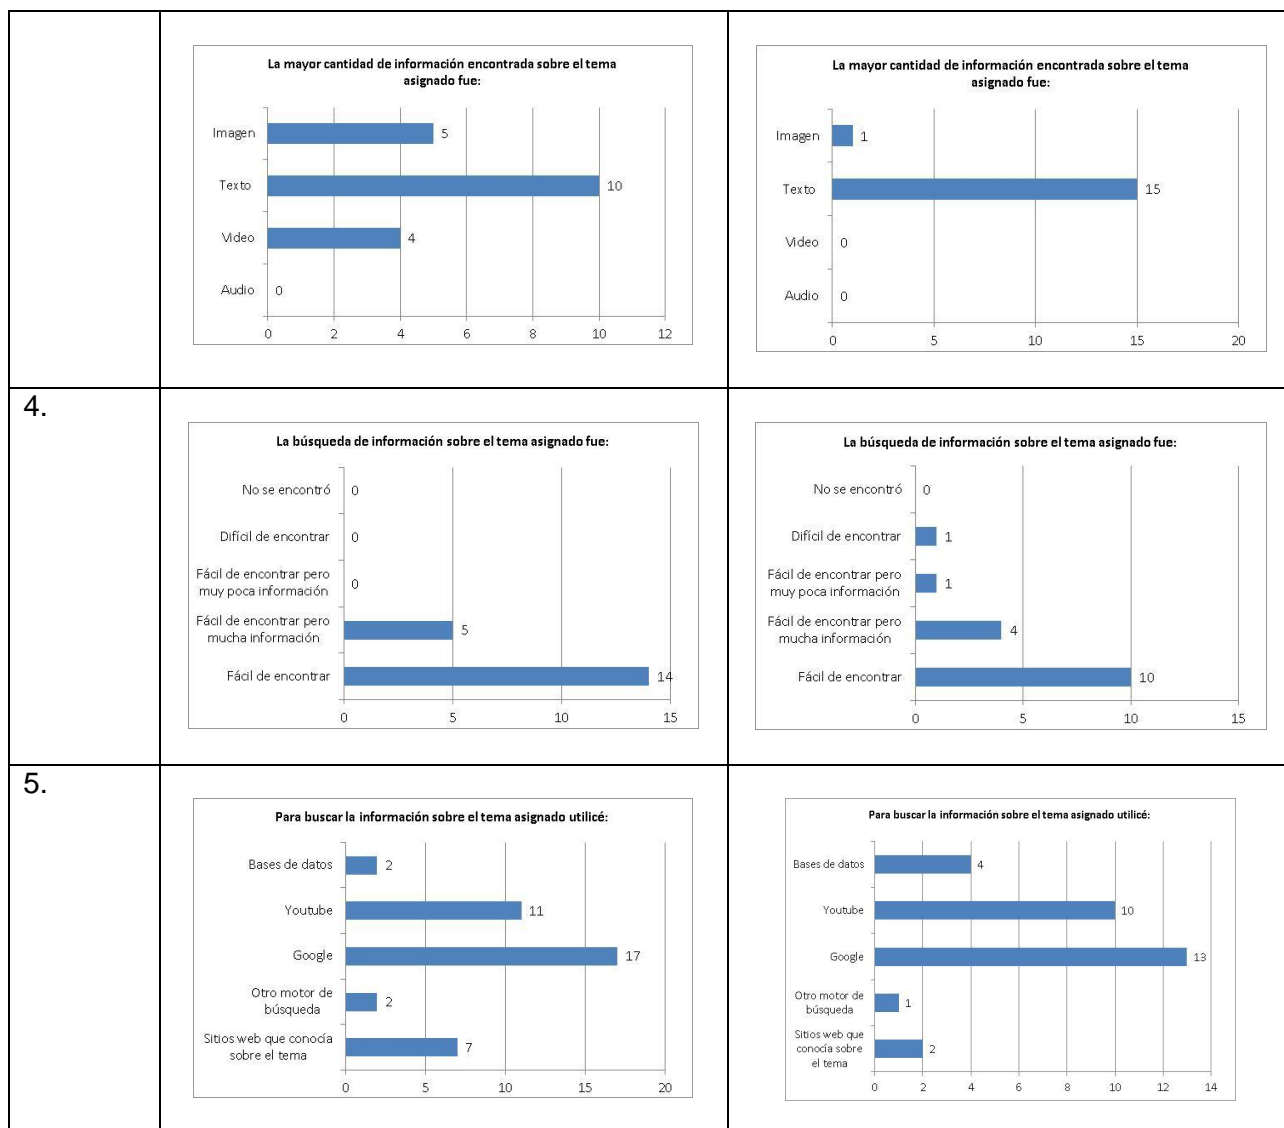 La mayor cantidad de información encontrada sobre el tema
asignado fue:
Imagen
5
Texto
10
Video
4
Audio
0
0 2 4 6 8 10 12
La mayor cantidad de información encontrada sobre el tema
asignado fue:
Imagen
1
Texto
15
Video
0
Audio
0
0 5 10 15 20
4.
La búsqueda de información sobre el tema asignado fue:
No se encontró
0
Difícil de encontrar
0
Fácil de encontrar pero
muy poca información
0
Fácil de encontrar pero
mucha información
5
Fácil de encontrar
14
0 5 10 15
La búsqueda de información sobre el tema asignado fue:
No se encontró
0
Difícil de encontrar
1
Fácil de encontrar pero
muy poca información
1
Fácil de encontrar pero
mucha información
4
Fácil de encontrar
10
0 5 10 15
5.
Para buscar la información sobre el tema asignado utilicé:
Bases de datos
2
Youtube
11
Google
17
Otro motor de
búsqueda
2
Sitios web que conocía
sobre el tema
7
0 5 10 15 20
Para buscar la información sobre el tema asignado utilicé:
Bases de datos
4
Youtube
10
Google
13
Otro motor de
búsqueda
1
Sitios web que
conocía sobre
el tema
2
0 2 4 6 8 10 12 14